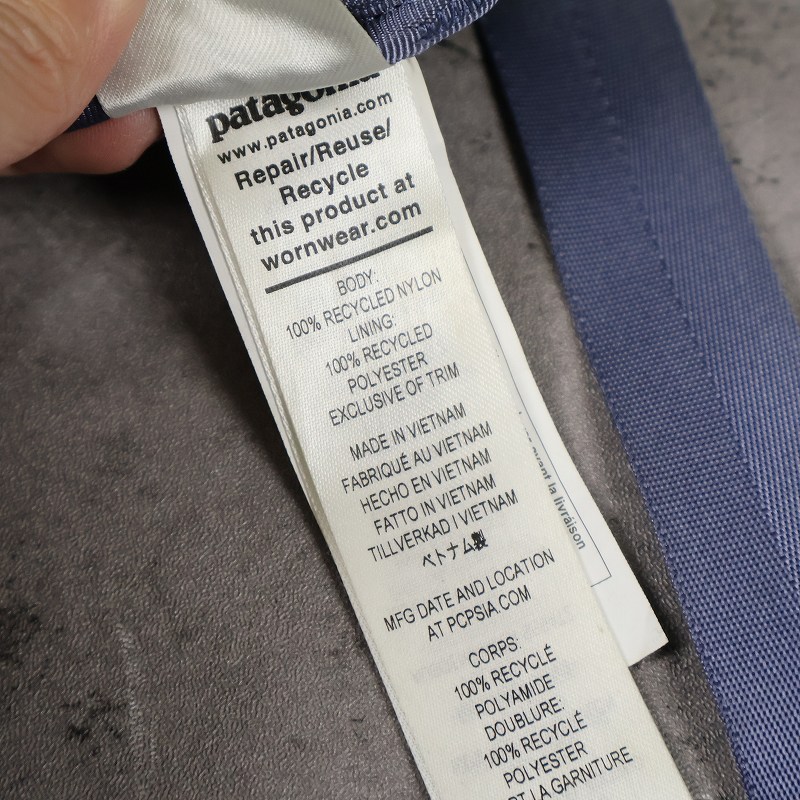 patagonia
www.patagonia.com
Repair/Reuse/
Recycle
this product at
wornwear.com
BODY:
100% RECYCLED NYLON
LINING:
100% RECYCLED
POLYESTER
EXCLUSIVE OF TRIM
MADE IN VIETNAM
FABRIQUÉ AU VIETNAM
HECHO EN VIETNAM
FATTO IN VIETNAM
TILLVERKAD I VIETNAM
ベトナム製
MFG DATE AND LOCATION
AT PCPSIA.COM
CORPS:
100% RECYCLÉ
POLYAMIDE
DOUBLURE:
100% RECYCLÉ
POLYESTER
LA GARNITURE
avant la livraison